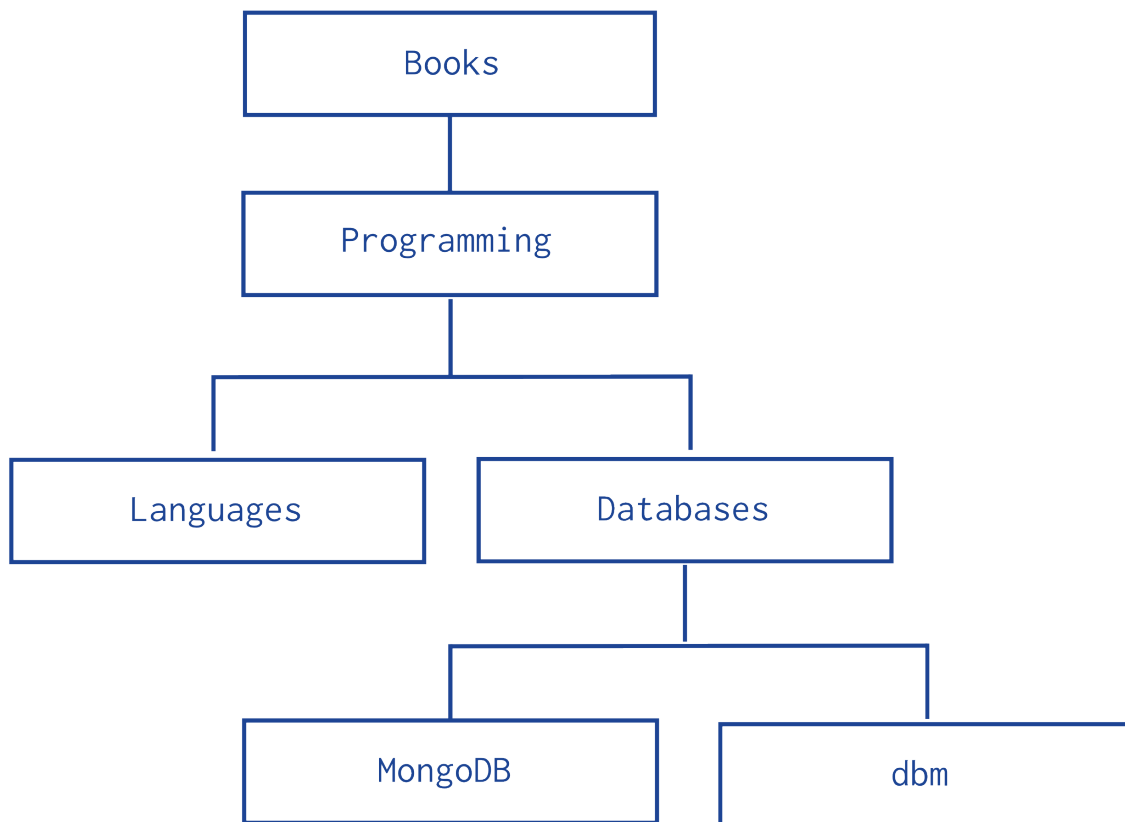 Books
Programming
Languages
Databases
MongoDB
dbm